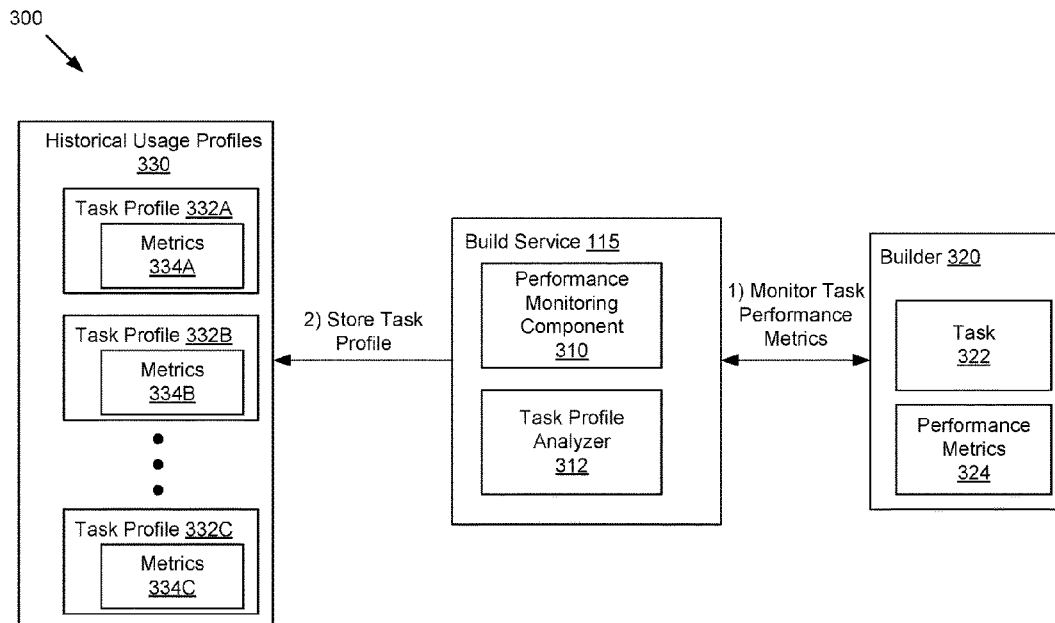 300
Historical Usage Profiles
330
Task Profile 332A
Metrics
334A
Task Profile 332B
Metrics
334B
Task Profile 332C
Metrics
334C
2) Store Task
Profile
Build Service 115
Performance
Monitoring
Component
310
Task Profile
Analyzer
312
1) Monitor Task
Performance
Metrics
Builder 320
Task
322
Performance
Metrics
324